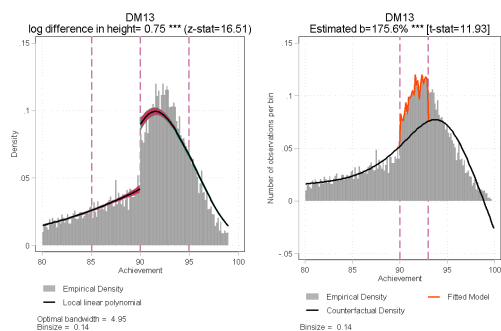 DM13
log difference in height= 0.75 *** (z-stat=16.51)
.15
.1
.05
0
Density
80
85
90
95
100
Achievement
Empirical Density
Local linear polynomial
Optimal bandwidth = 4.95
Binsize = 0.14
DM13
Estimated b=175.6% *** [t-stat=11.93]
.15
.1
.05
0
-.05
Number of observations per bin
80
85
90
95
100
Achievement
Empirical Density
Fitted Model
Counterfactual Density
Binsize = 0.14